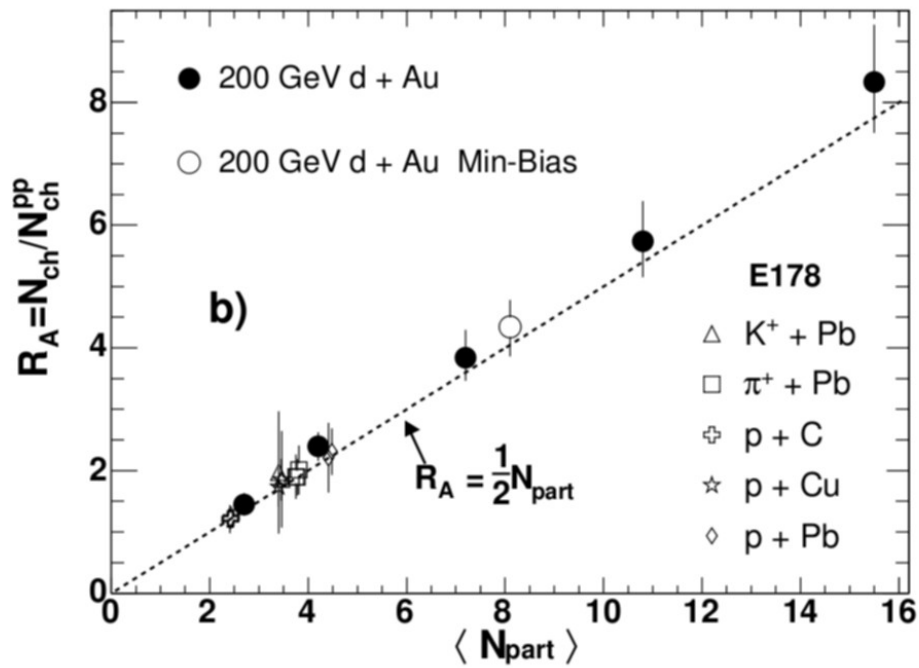 R_A=N_ch/N_ch^pp
8
6
4
2
0
200 GeV d + Au
200 GeV d + Au Min-Bias
b)
E178
K⁺ + Pb
π⁺ + Pb
p + C
p + Cu
p + Pb
R_A = 1/2 N_part
0 2 4 6 8 10 12 14 16
⟨ N_part ⟩